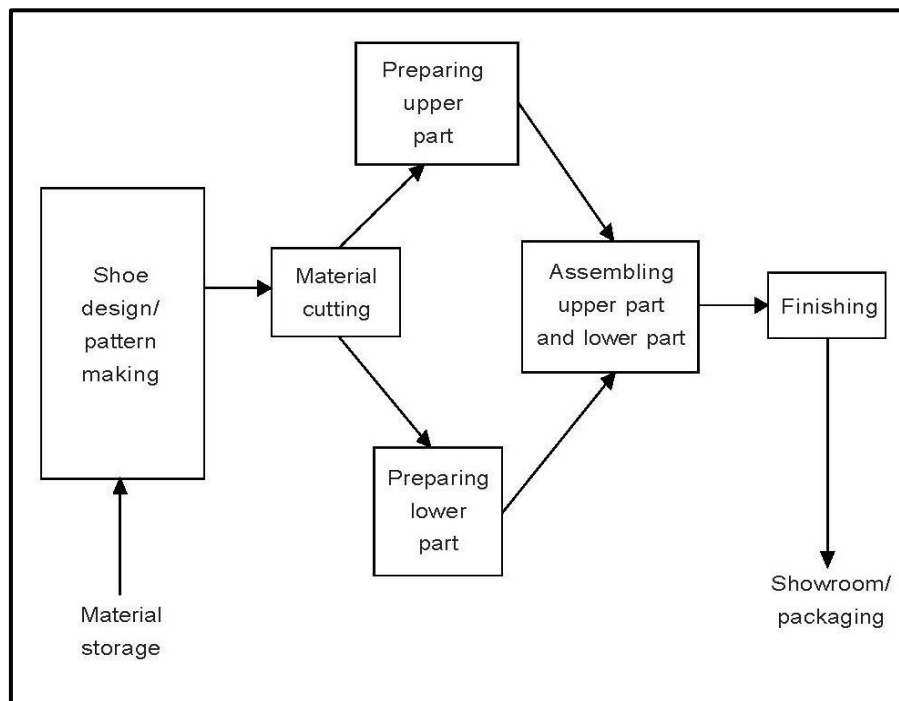 Preparing
upper
part
Shoe
design/
pattern
making
Material
cutting
Assembling
upper part
and lower part
Finishing
Preparing
lower
part
Material
storage
Showroom/
packaging